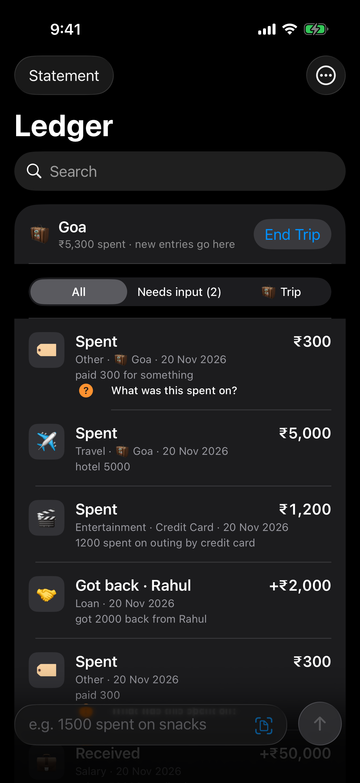 9:41
Statement
Ledger
Search
Goa
₹5,300 spent · new entries go here
End Trip
All
Needs input (2)
Trip
Spent
₹300
Other · Goa · 20 Nov 2026
paid 300 for something
? What was this spent on?
Spent
₹5,000
Travel · Goa · 20 Nov 2026
hotel 5000
Spent
₹1,200
Entertainment · Credit Card · 20 Nov 2026
1200 spent on outing by credit card
Got back · Rahul
+₹2,000
Loan · 20 Nov 2026
got 2000 back from Rahul
Spent
₹300
Other · 20 Nov 2026
paid 300
e.g. 1500 spent on snacks
Received
+₹50,000
Salary · 20 Nov 2026